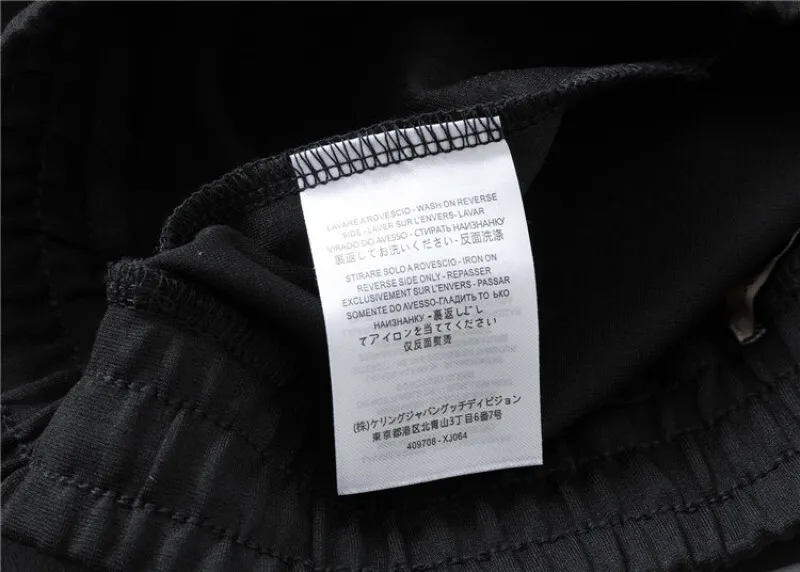 LAVARE A ROVESCIO - WASH ON REVERSE
SIDE - LAVER SUR L'ENVERS - LAVAR
VIRADO DO AVESSO - СТИРАТЬ НАИЗНАНКУ
裏返してお洗いください - 反面洗涤
STIRARE SOLO A ROVESCIO - IRON ON
REVERSE SIDE ONLY - REPASSER
EXCLUSIVEMENT SUR L'ENVERS - PASSAR
SOMENTE DO AVESSO-ГЛАДИТЬ ТО ЬКО
НАИЗНАНКУ - 裏返しどし
てアイロンを当ててください
仅反面熨烫
(株)ケリングジャパングッチディビジョン
東京都港区北青山3丁目6番7号
409708 - XJ064